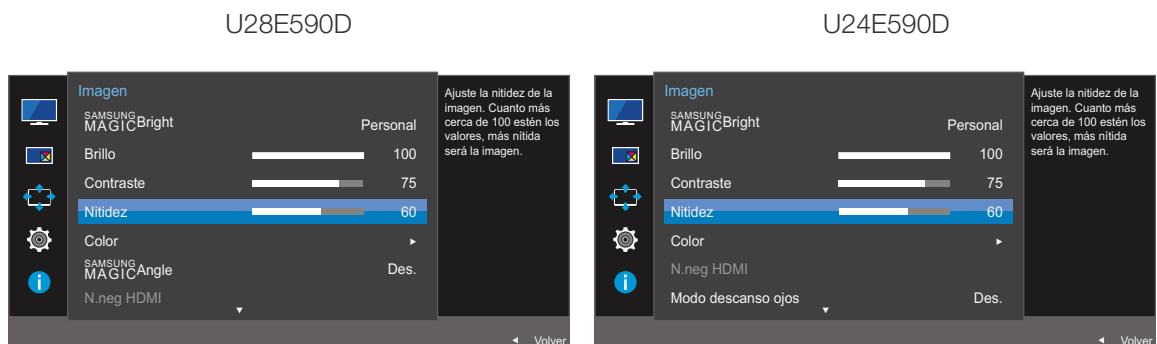 U28E590D
Imagen
SAMSUNG
MAGICBright Personal
Brillo 100
Contraste 75
Nitidez 60
Color
SAMSUNG
MAGICAngle Des.
N.neg HDMI
Ajuste la nitidez de la
imagen. Cuanto más
cerca de 100 estén los
valores, más nítida
será la imagen.
Volver
U24E590D
Imagen
SAMSUNG
MAGICBright Personal
Brillo 100
Contraste 75
Nitidez 60
Color
N.neg HDMI
Modo descanso ojos Des.
Ajuste la nitidez de la
imagen. Cuanto más
cerca de 100 estén los
valores, más nítida
será la imagen.
Volver